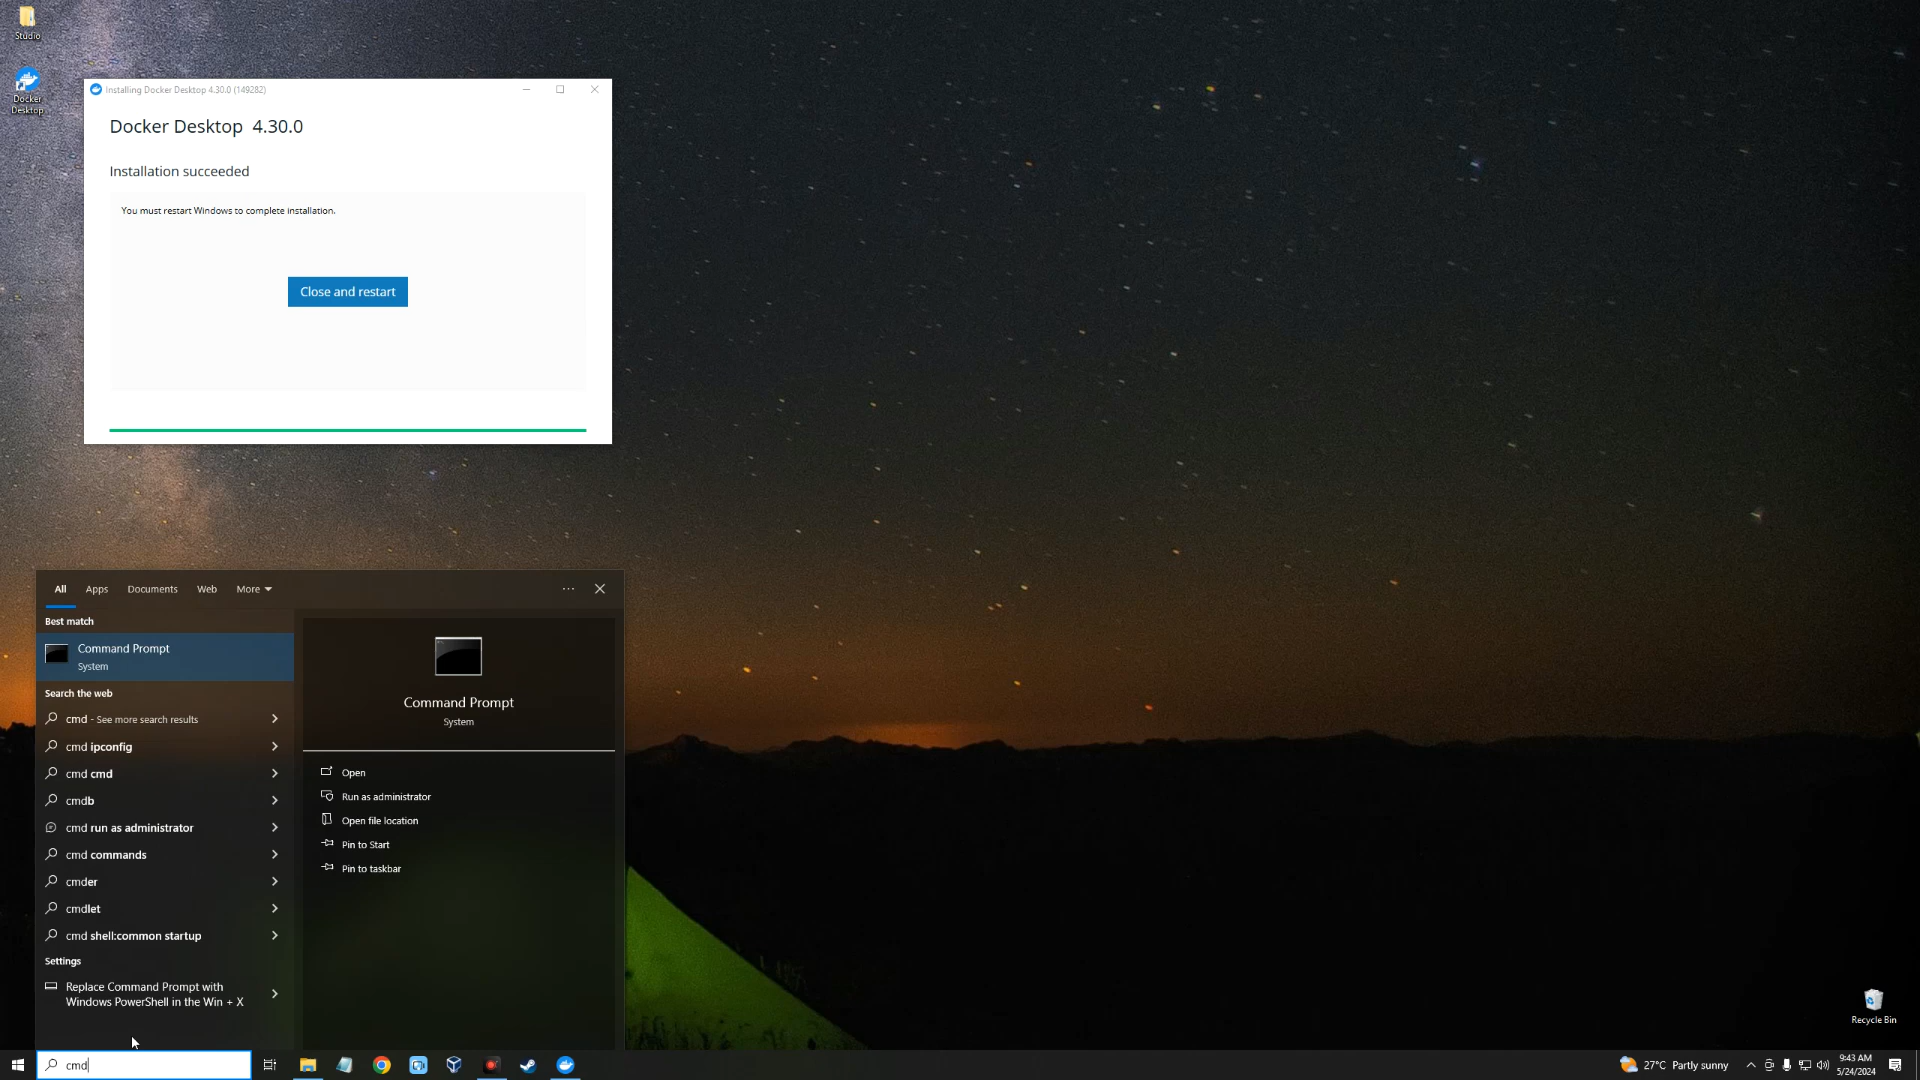 Studio
Docker
Desktop
Installing Docker Desktop 4.30.0 (149282)
Docker Desktop 4.30.0
Installation succeeded
You must restart Windows to complete installation.
Close and restart
All
Apps
Documents
Web
More
Best match
Command Prompt
System
Search the web
cmd - See more search results
cmd ipconfig
cmd cmd
cmdb
cmd run as administrator
cmd commands
cmder
cmdlet
cmd shell:common startup
Settings
Replace Command Prompt with
Windows PowerShell in the Win + X
Command Prompt
System
Open
Run as administrator
Open file location
Pin to Start
Pin to taskbar
Recycle Bin
cmd
27°C Partly sunny
9:43 AM
5/24/2024